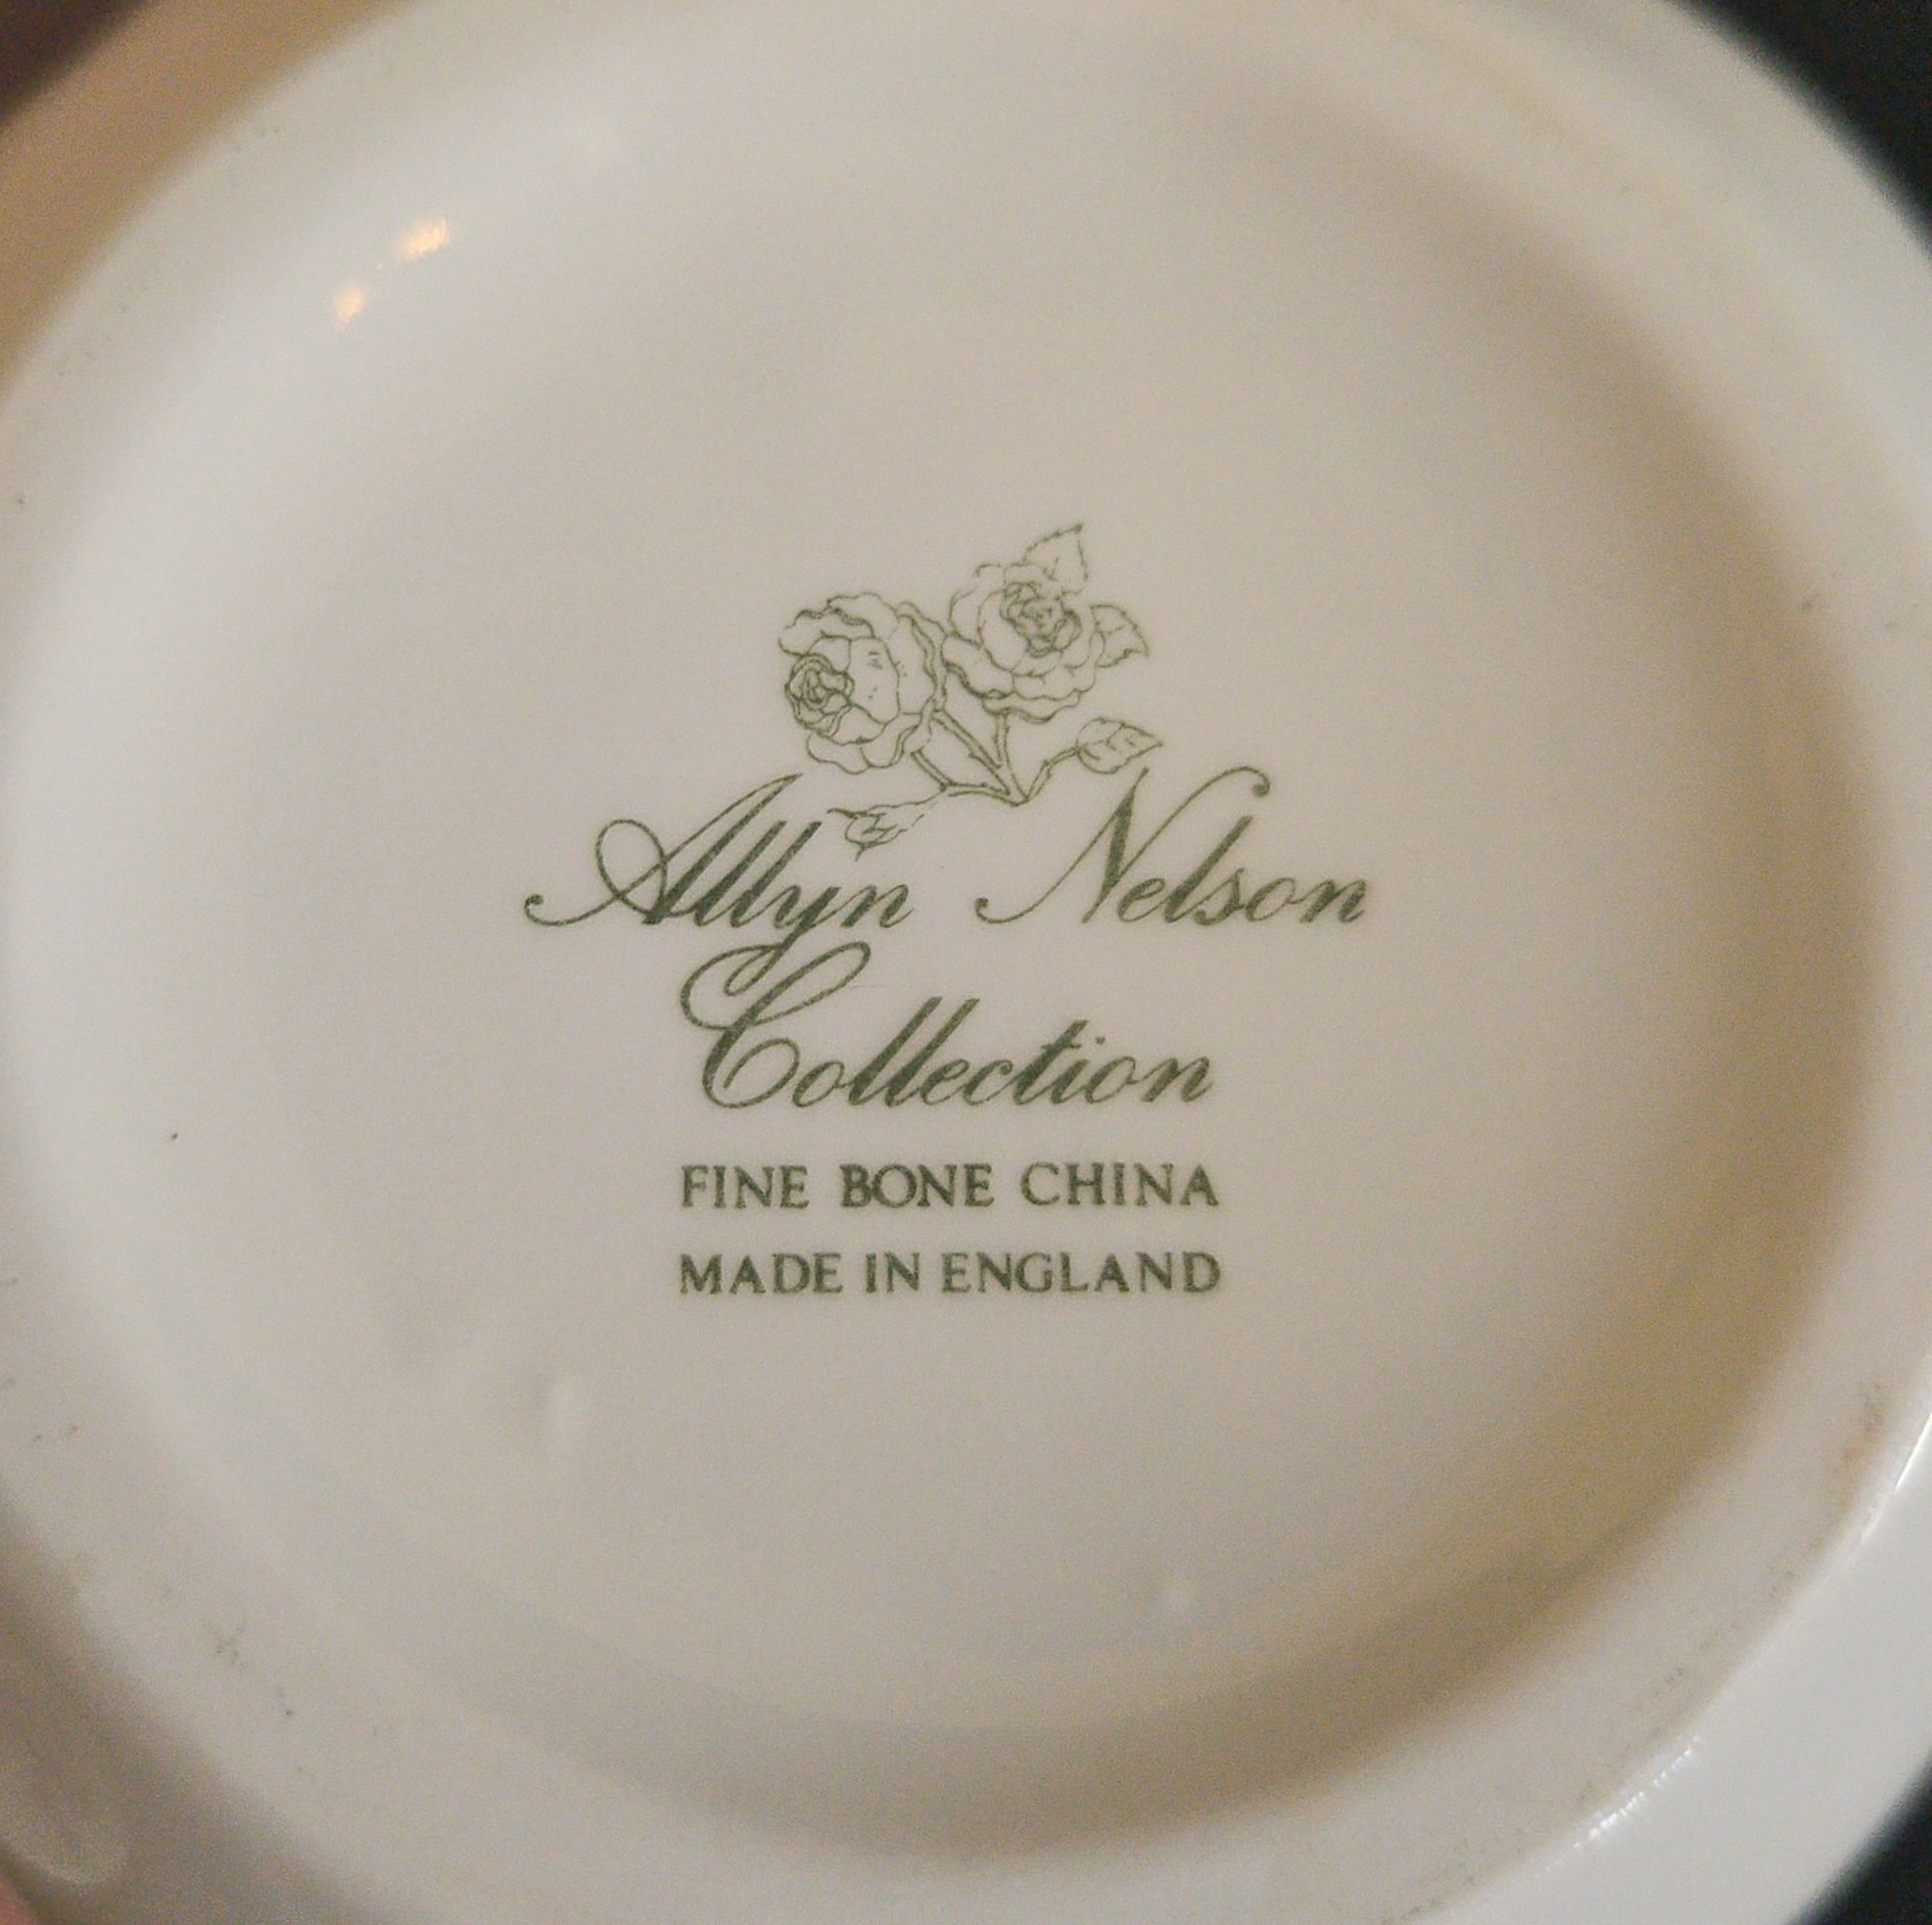 Allyn Nelson
Collection
FINE BONE CHINA
MADE IN ENGLAND